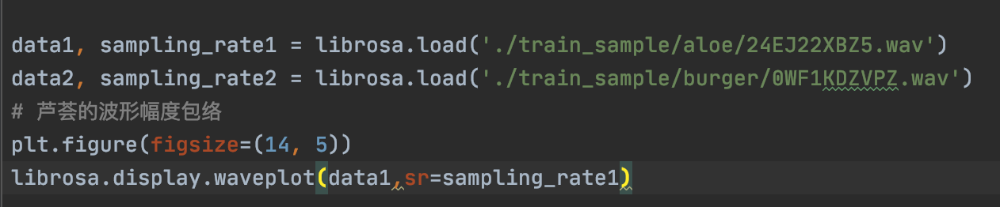 data1, sampling_rate1 = librosa.load('./train_sample/aloe/24EJ22XBZ5.wav')
data2, sampling_rate2 = librosa.load('./train_sample/burger/0WF1KDZVPZ.wav')
# 芦荟的波形幅度包络
plt.figure(figsize=(14, 5))
librosa.display.waveplot(data1,sr=sampling_rate1)